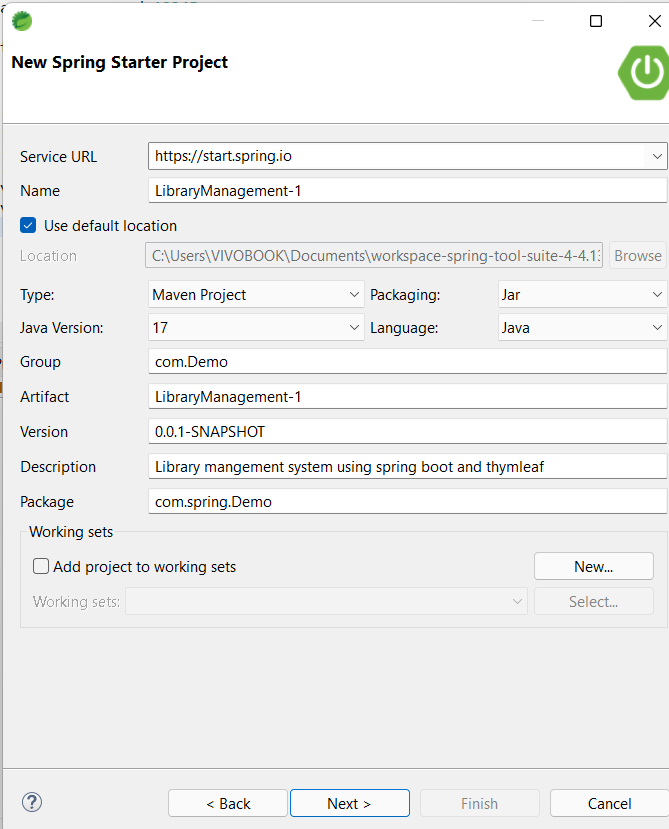 New Spring Starter Project
Service URL https://start.spring.io
Name LibraryManagement-1
Use default location
Location C:\Users\VIVOBOOK\Documents\workspace-spring-tool-suite-4-4.1 Browse
Type: Maven Project Packaging: Jar
Java Version: 17 Language: Java
Group com.Demo
Artifact LibraryManagement-1
Version 0.0.1-SNAPSHOT
Description Library mangement system using spring boot and thymleaf
Package com.spring.Demo
Working sets
Add project to working sets New...
Working sets: Select...
? < Back Next > Finish Cancel